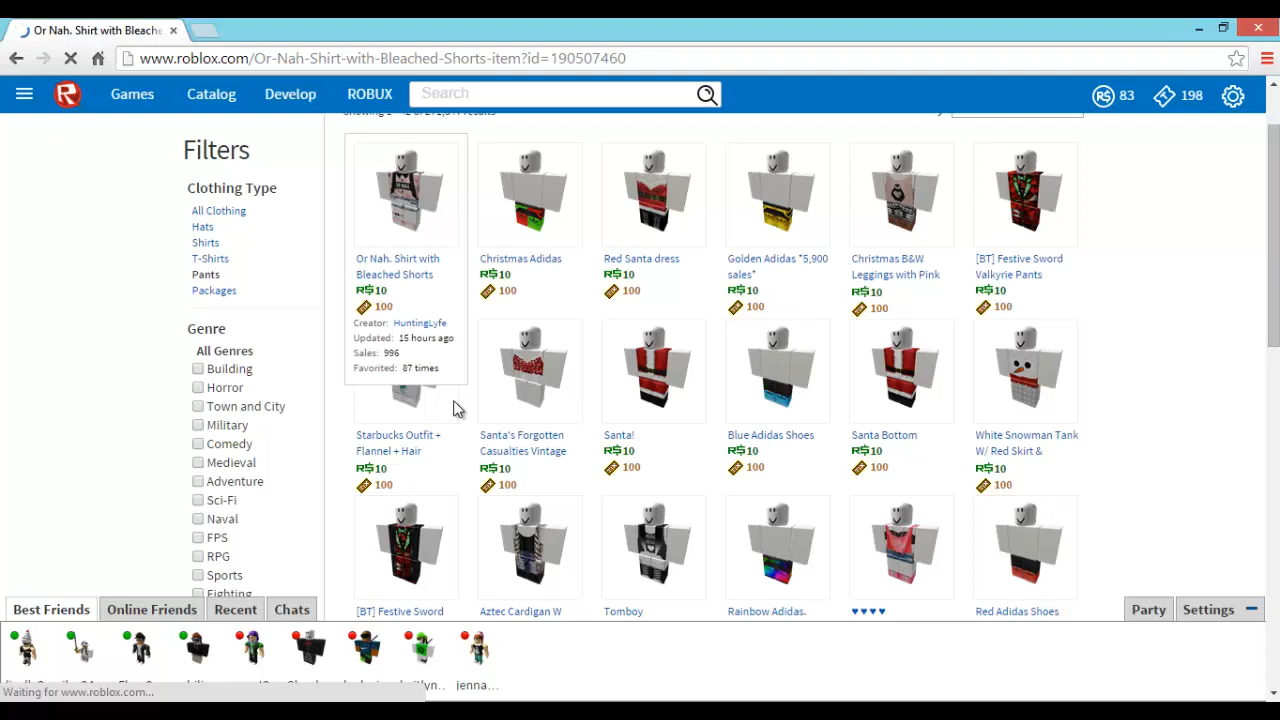 Or Nah. Shirt with Bleache
www.roblox.com/Or-Nah-Shirt-with-Bleached-Shorts-item?id=190507460
Games Catalog Develop ROBUX Search R$ 83 198
Filters
Clothing Type
All Clothing
Hats
Shirts
T-Shirts
Pants
Packages
Genre
All Genres
Building
Horror
Town and City
Military
Comedy
Medieval
Adventure
Sci-Fi
Naval
FPS
RPG
Sports
Fighting
Or Nah. Shirt with
Bleached Shorts
R$10
100
Creator: HuntingLyfe
Updated: 15 hours ago
Sales: 996
Favorited: 87 times
Christmas Adidas
R$10
100
Red Santa dress
R$10
100
Golden Adidas *5,900
sales*
R$10
100
Christmas B&W
Leggings with Pink
R$10
100
[BT] Festive Sword
Valkyrie Pants
R$10
100
Starbucks Outfit +
Flannel + Hair
R$10
100
Santa's Forgotten
Casualties Vintage
R$10
100
Santa!
R$10
100
Blue Adidas Shoes
R$10
100
Santa Bottom
R$10
100
White Snowman Tank
W/ Red Skirt &
R$10
100
[BT] Festive Sword
Aztec Cardigan W
Tomboy
Rainbow Adidas.
♥♥♥♥
Red Adidas Shoes
Best Friends Online Friends Recent Chats Party Settings
jenna...
Waiting for www.roblox.com...